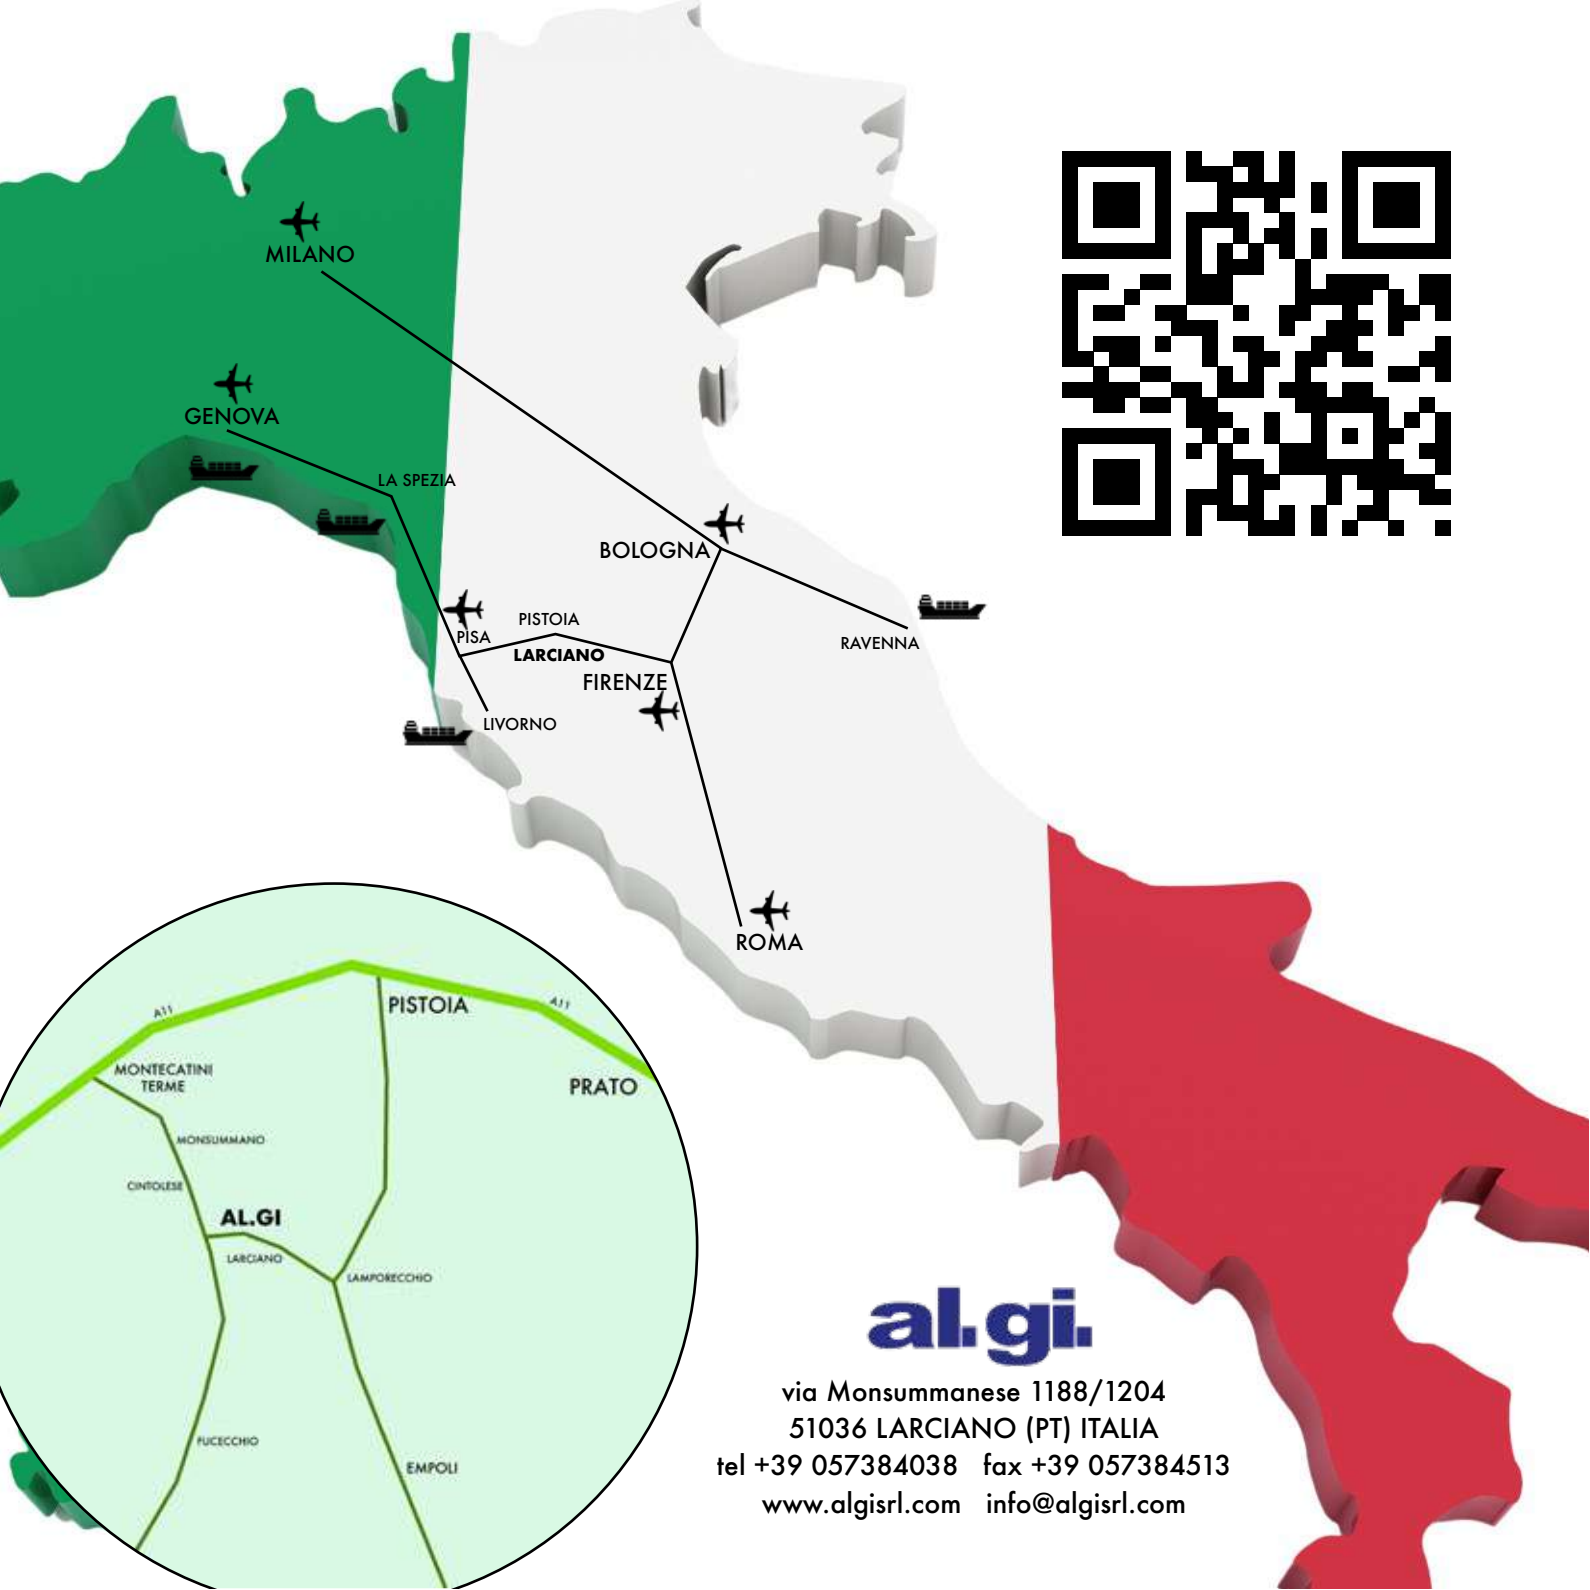 MILANO
GENOVA
LA SPEZIA
BOLOGNA
PISTOIA
PISA
LARCIANO
RAVENNA
FIRENZE
LIVORNO
ROMA
A11
A11
PISTOIA
MONTECATINI
TERME
PRATO
MONSUMMANO
CINTOLESE
AL.GI
LARCIANO
LAMPORECCHIO
FUCECCHIO
EMPOLI
al.gi.
via Monsummanese 1188/1204
51036 LARCIANO (PT) ITALIA
tel +39 057384038 fax +39 057384513
www.algisrl.com info@algisrl.com